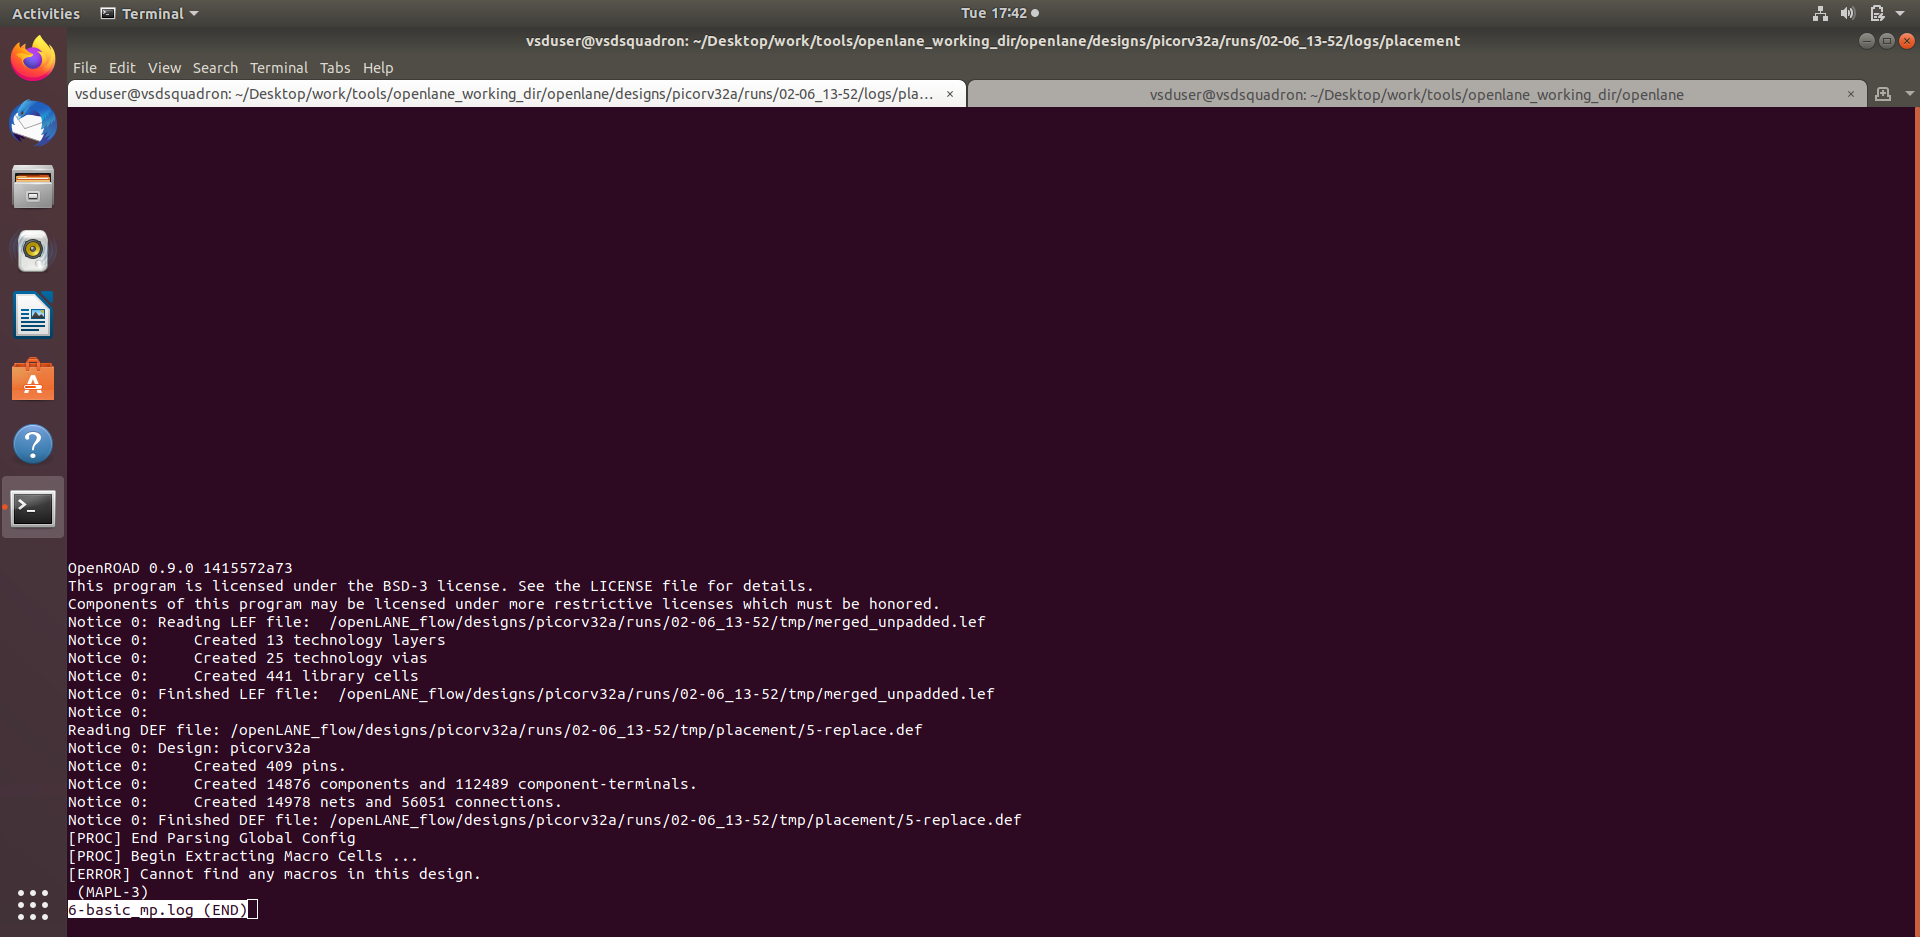 Activities Terminal Tue 17:42
vsduser@vsdsquadron: ~/Desktop/work/tools/openlane_working_dir/openlane/designs/picorv32a/runs/02-06_13-52/logs/placement
File Edit View Search Terminal Tabs Help
vsduser@vsdsquadron: ~/Desktop/work/tools/openlane_working_dir/openlane/designs/picorv32a/runs/02-06_13-52/logs/pla... × vsduser@vsdsquadron: ~/Desktop/work/tools/openlane_working_dir/openlane ×
OpenROAD 0.9.0 1415572a73
This program is licensed under the BSD-3 license. See the LICENSE file for details.
Components of this program may be licensed under more restrictive licenses which must be honored.
Notice 0: Reading LEF file:  /openLANE_flow/designs/picorv32a/runs/02-06_13-52/tmp/merged_unpadded.lef
Notice 0:     Created 13 technology layers
Notice 0:     Created 25 technology vias
Notice 0:     Created 441 library cells
Notice 0: Finished LEF file:  /openLANE_flow/designs/picorv32a/runs/02-06_13-52/tmp/merged_unpadded.lef
Notice 0:
Reading DEF file: /openLANE_flow/designs/picorv32a/runs/02-06_13-52/tmp/placement/5-replace.def
Notice 0: Design: picorv32a
Notice 0:     Created 409 pins.
Notice 0:     Created 14876 components and 112489 component-terminals.
Notice 0:     Created 14978 nets and 56051 connections.
Notice 0: Finished DEF file: /openLANE_flow/designs/picorv32a/runs/02-06_13-52/tmp/placement/5-replace.def
[PROC] End Parsing Global Config
[PROC] Begin Extracting Macro Cells ...
[ERROR] Cannot find any macros in this design.
 (MAPL-3)
6-basic_mp.log (END)